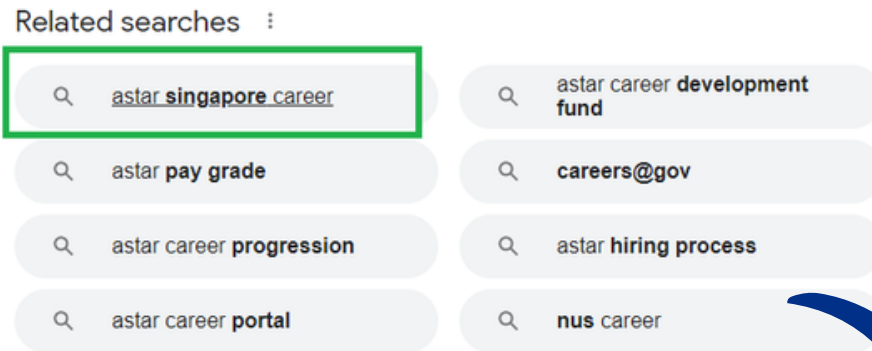 Related searches
astar singapore career
astar career development
fund
astar pay grade
careers@gov
astar career progression
astar hiring process
astar career portal
nus career